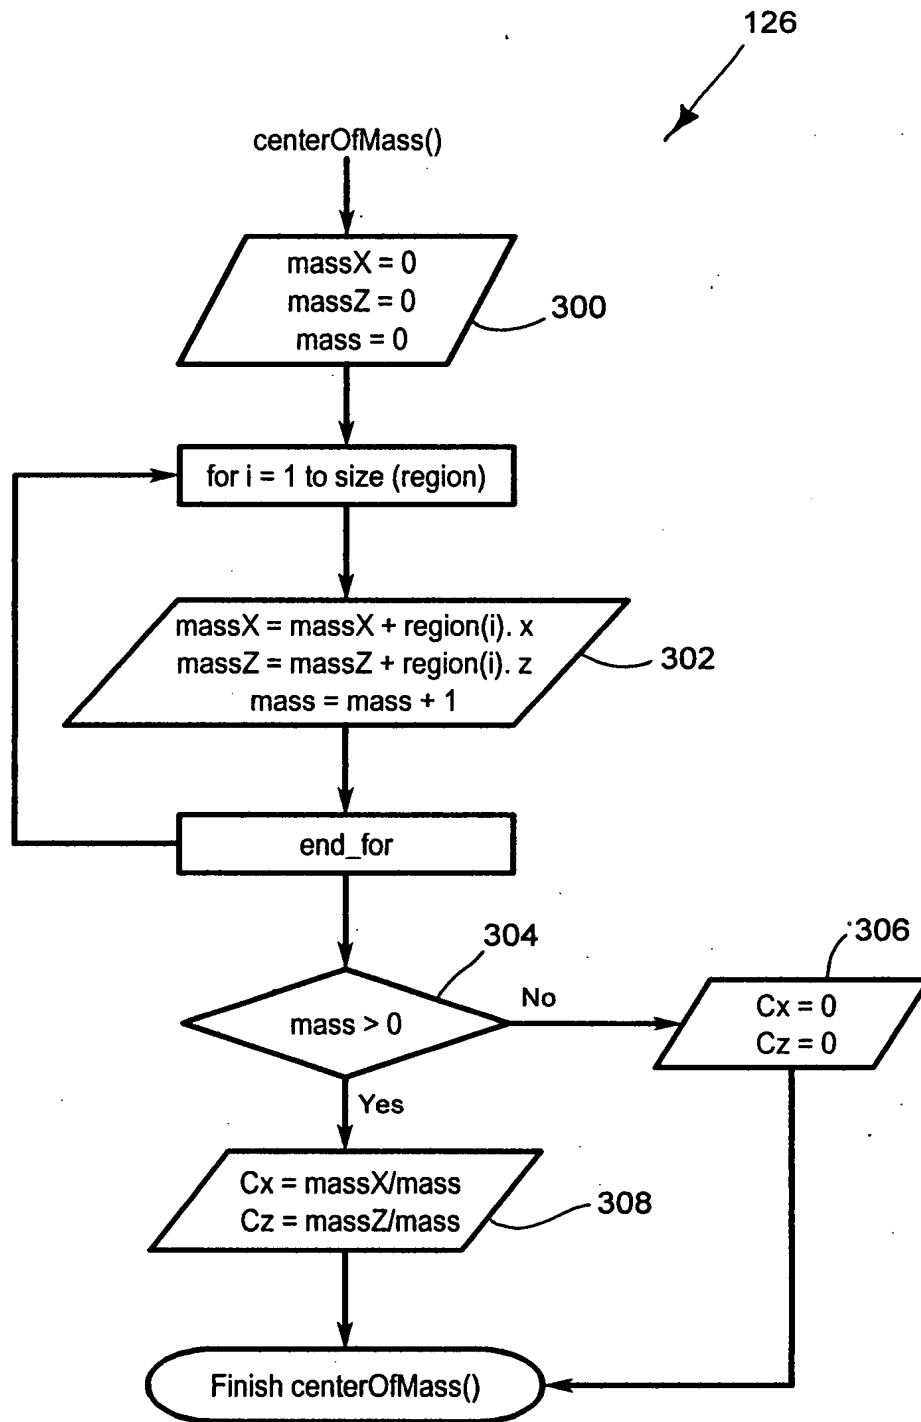 126
centerOfMass()
massX = 0
massZ = 0
mass = 0
300
for i = 1 to size (region)
massX = massX + region(i). x
massZ = massZ + region(i). z
mass = mass + 1
302
end_for
304
mass > 0
No
306
Cx = 0
Cz = 0
Yes
Cx = massX/mass
Cz = massZ/mass
308
Finish centerOfMass()